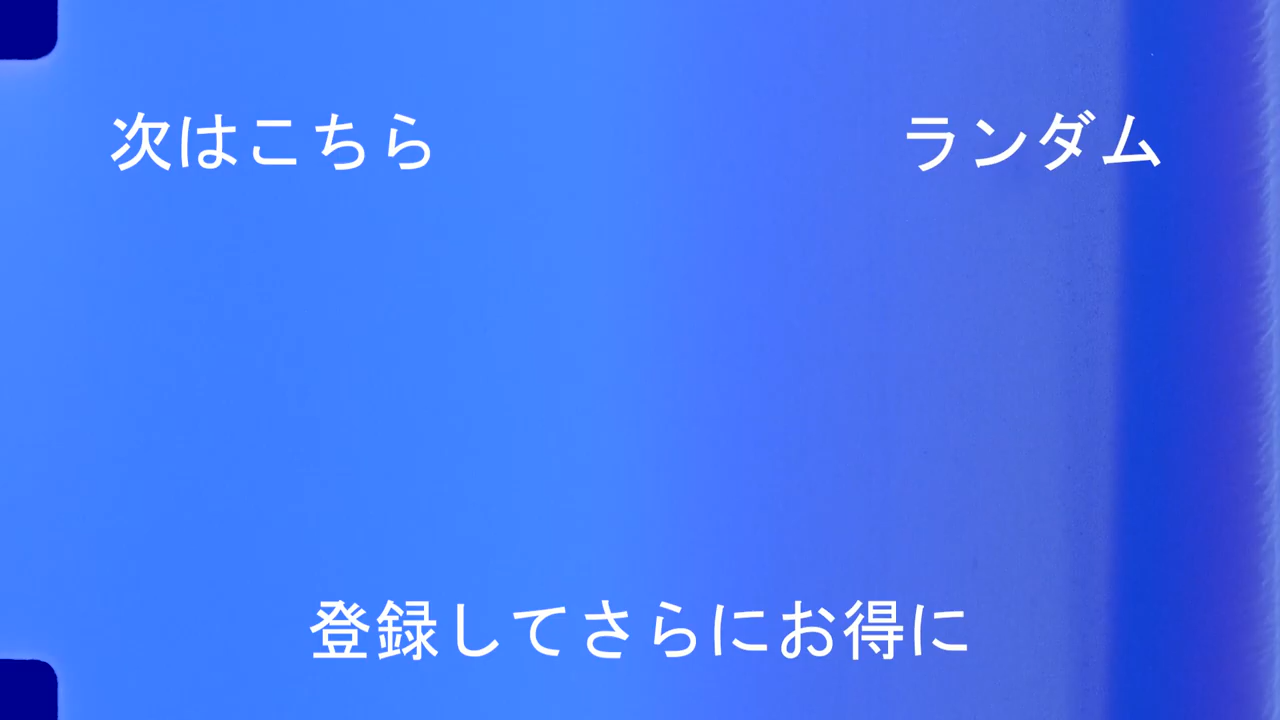 次はこちら
ランダム
登録してさらにお得に